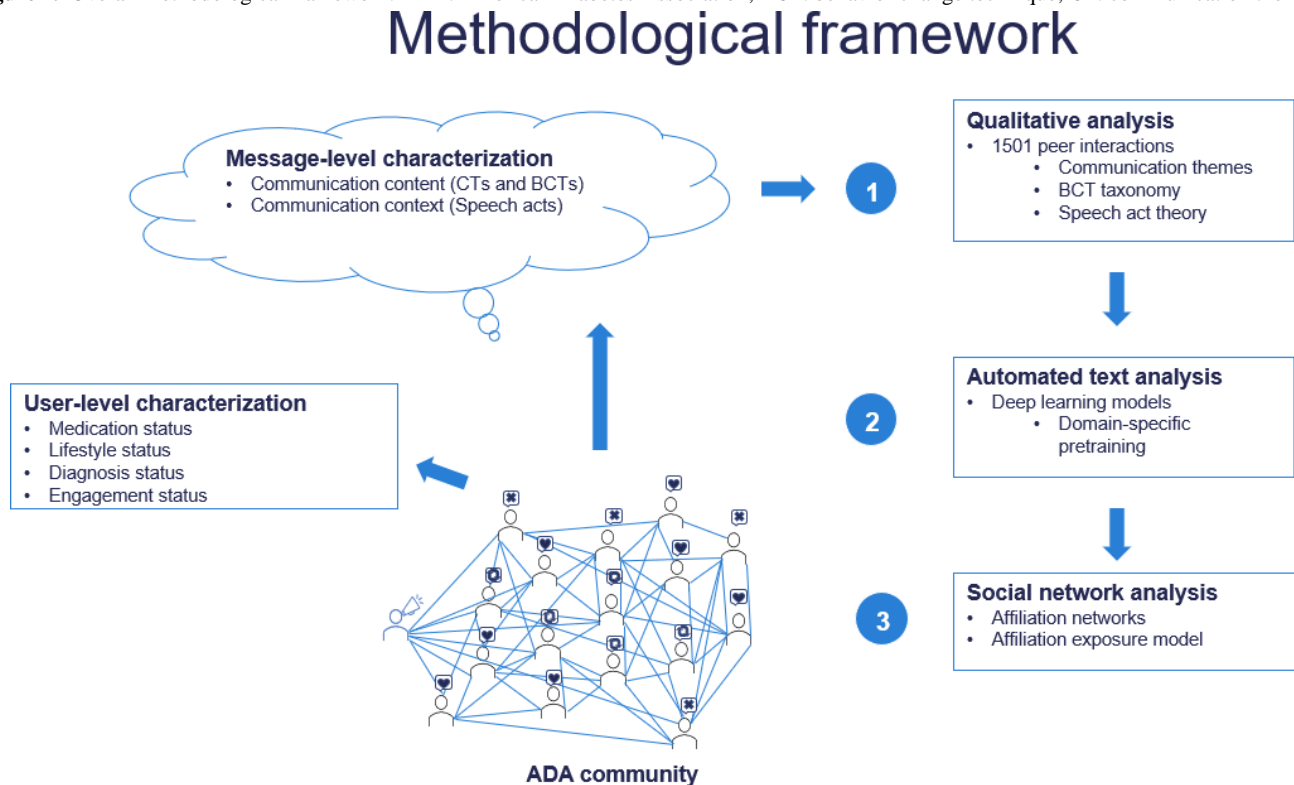 Methodological framework
Message-level characterization
• Communication content (CTs and BCTs)
• Communication context (Speech acts)
1
Qualitative analysis
• 1501 peer interactions
• Communication themes
• BCT taxonomy
• Speech act theory
User-level characterization
• Medication status
• Lifestyle status
• Diagnosis status
• Engagement status
2
Automated text analysis
• Deep learning models
• Domain-specific
pretraining
3
Social network analysis
• Affiliation networks
• Affiliation exposure model
ADA community